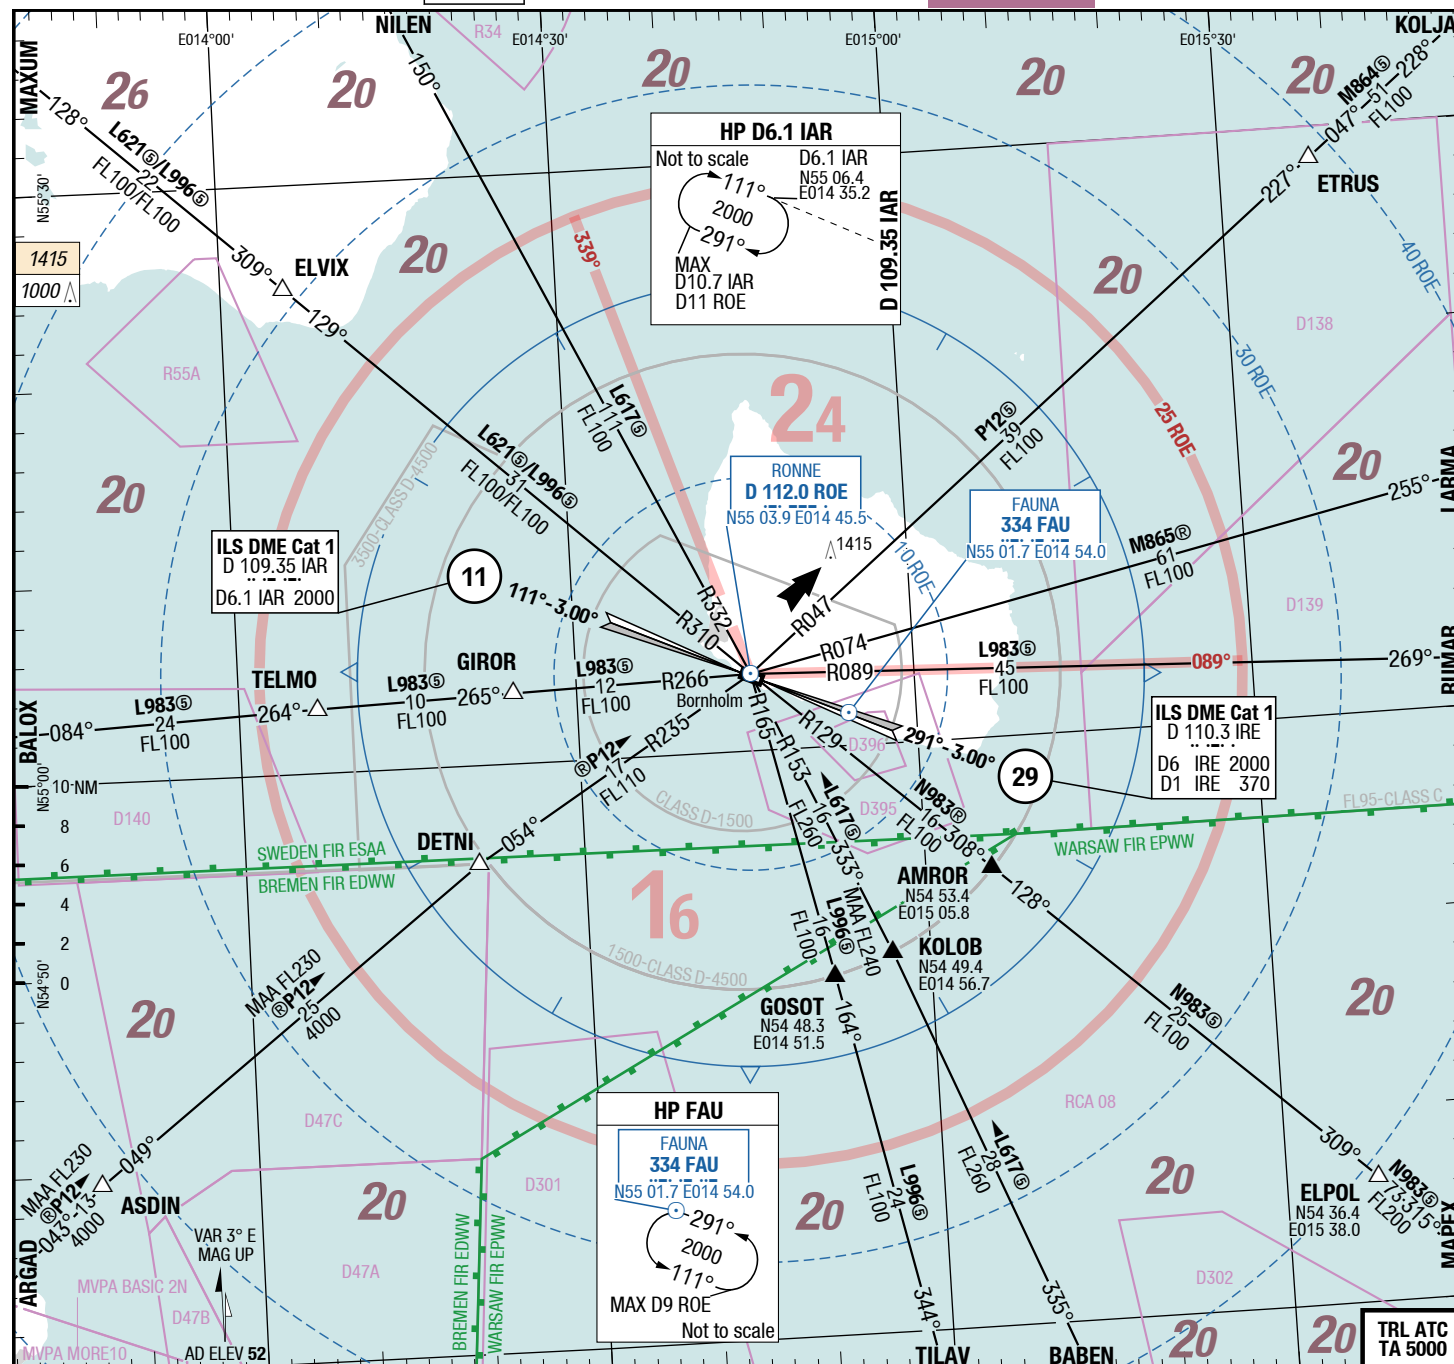 NILEN
KOLJA
E014°00'
E014°30'
E015°00'
E015°30'
MAXUM
26
20
R34
20
20
20
150°
128°
L621⑤/L996⑤
22
FL100/FL100
309°
ELVIX
129°
N55°30'
1415
1000
R55A
20
339°
HP D6.1 IAR
Not to scale
D6.1 IAR
N55 06.4
E014 35.2
111°
2000
291°
MAX
D10.7 IAR
D11 ROE
D 109.35 IAR
M864⑤
047°-51-228°
FL100
227°
ETRUS
20
40 ROE
D138
30 ROE
25 ROE
24
L617⑤
111
FL100
P12⑤
39
FL100
L621⑤/L996⑤
31
FL100/FL100
3500-CLASS D-4500
20
20
255°
LARMA
RONNE
D 112.0 ROE
N55 03.9 E014 45.5
FAUNA
334 FAU
N55 01.7 E014 54.0
1415
10 ROE
M865®
61
FL100
ILS DME Cat 1
D 109.35 IAR
D6.1 IAR 2000
11
111°-3.00°
R332
R310
R047
R074
R089
L983⑤
45
FL100
089°
269°
RUMAR
D139
TELMO
GIROR
L983⑤
12
FL100
R266
Bornholm
L983⑤
10
FL100
265°
264°
L983⑤
24
FL100
084°
BALOX
R235
R165
R153
R129
D396
D395
291°-3.00°
29
ILS DME Cat 1
D 110.3 IRE
D6 IRE 2000
D1 IRE 370
®P12
17
FL110
N55°00'
10-NM
8
6
4
2
0
N54°50'
D140
CLASS D-1500
FL95-CLASS C
DETNI
054°
SWEDEN FIR ESAA
BREMEN FIR EDWW
WARSAW FIR EPWW
L617⑤
16
FL260
333°
MAA FL240
N983®
16
FL100
308°
AMROR
N54 53.4
E015 05.8
128°
16
L996⑤
16
FL100
KOLOB
N54 49.4
E014 56.7
1500-CLASS D-4500
GOSOT
N54 48.3
E014 51.5
164°
MAA FL230
®P12
25
4000
20
N983⑤
25
FL100
20
D47C
RCA 08
HP FAU
FAUNA
334 FAU
N55 01.7 E014 54.0
291°
2000
111°
MAX D9 ROE
Not to scale
049°
MAA FL230
®P12
043°-13
4000
ASDIN
ARGAD
20
D301
VAR 3° E
MAG UP
D47A
MVPA BASIC 2N
D47B
MVPA MORE10
AD ELEV 52
BREMEN FIR EDWW
WARSAW FIR EPWW
20
L996⑤
24
FL100
L617⑤
28
FL260
344°
335°
TILAV
BABEN
309°
20
ELPOL
N54 36.4
E015 38.0
N983⑤
73-315°
FL200
MAPEX
D302
20
20
TRL ATC
TA 5000